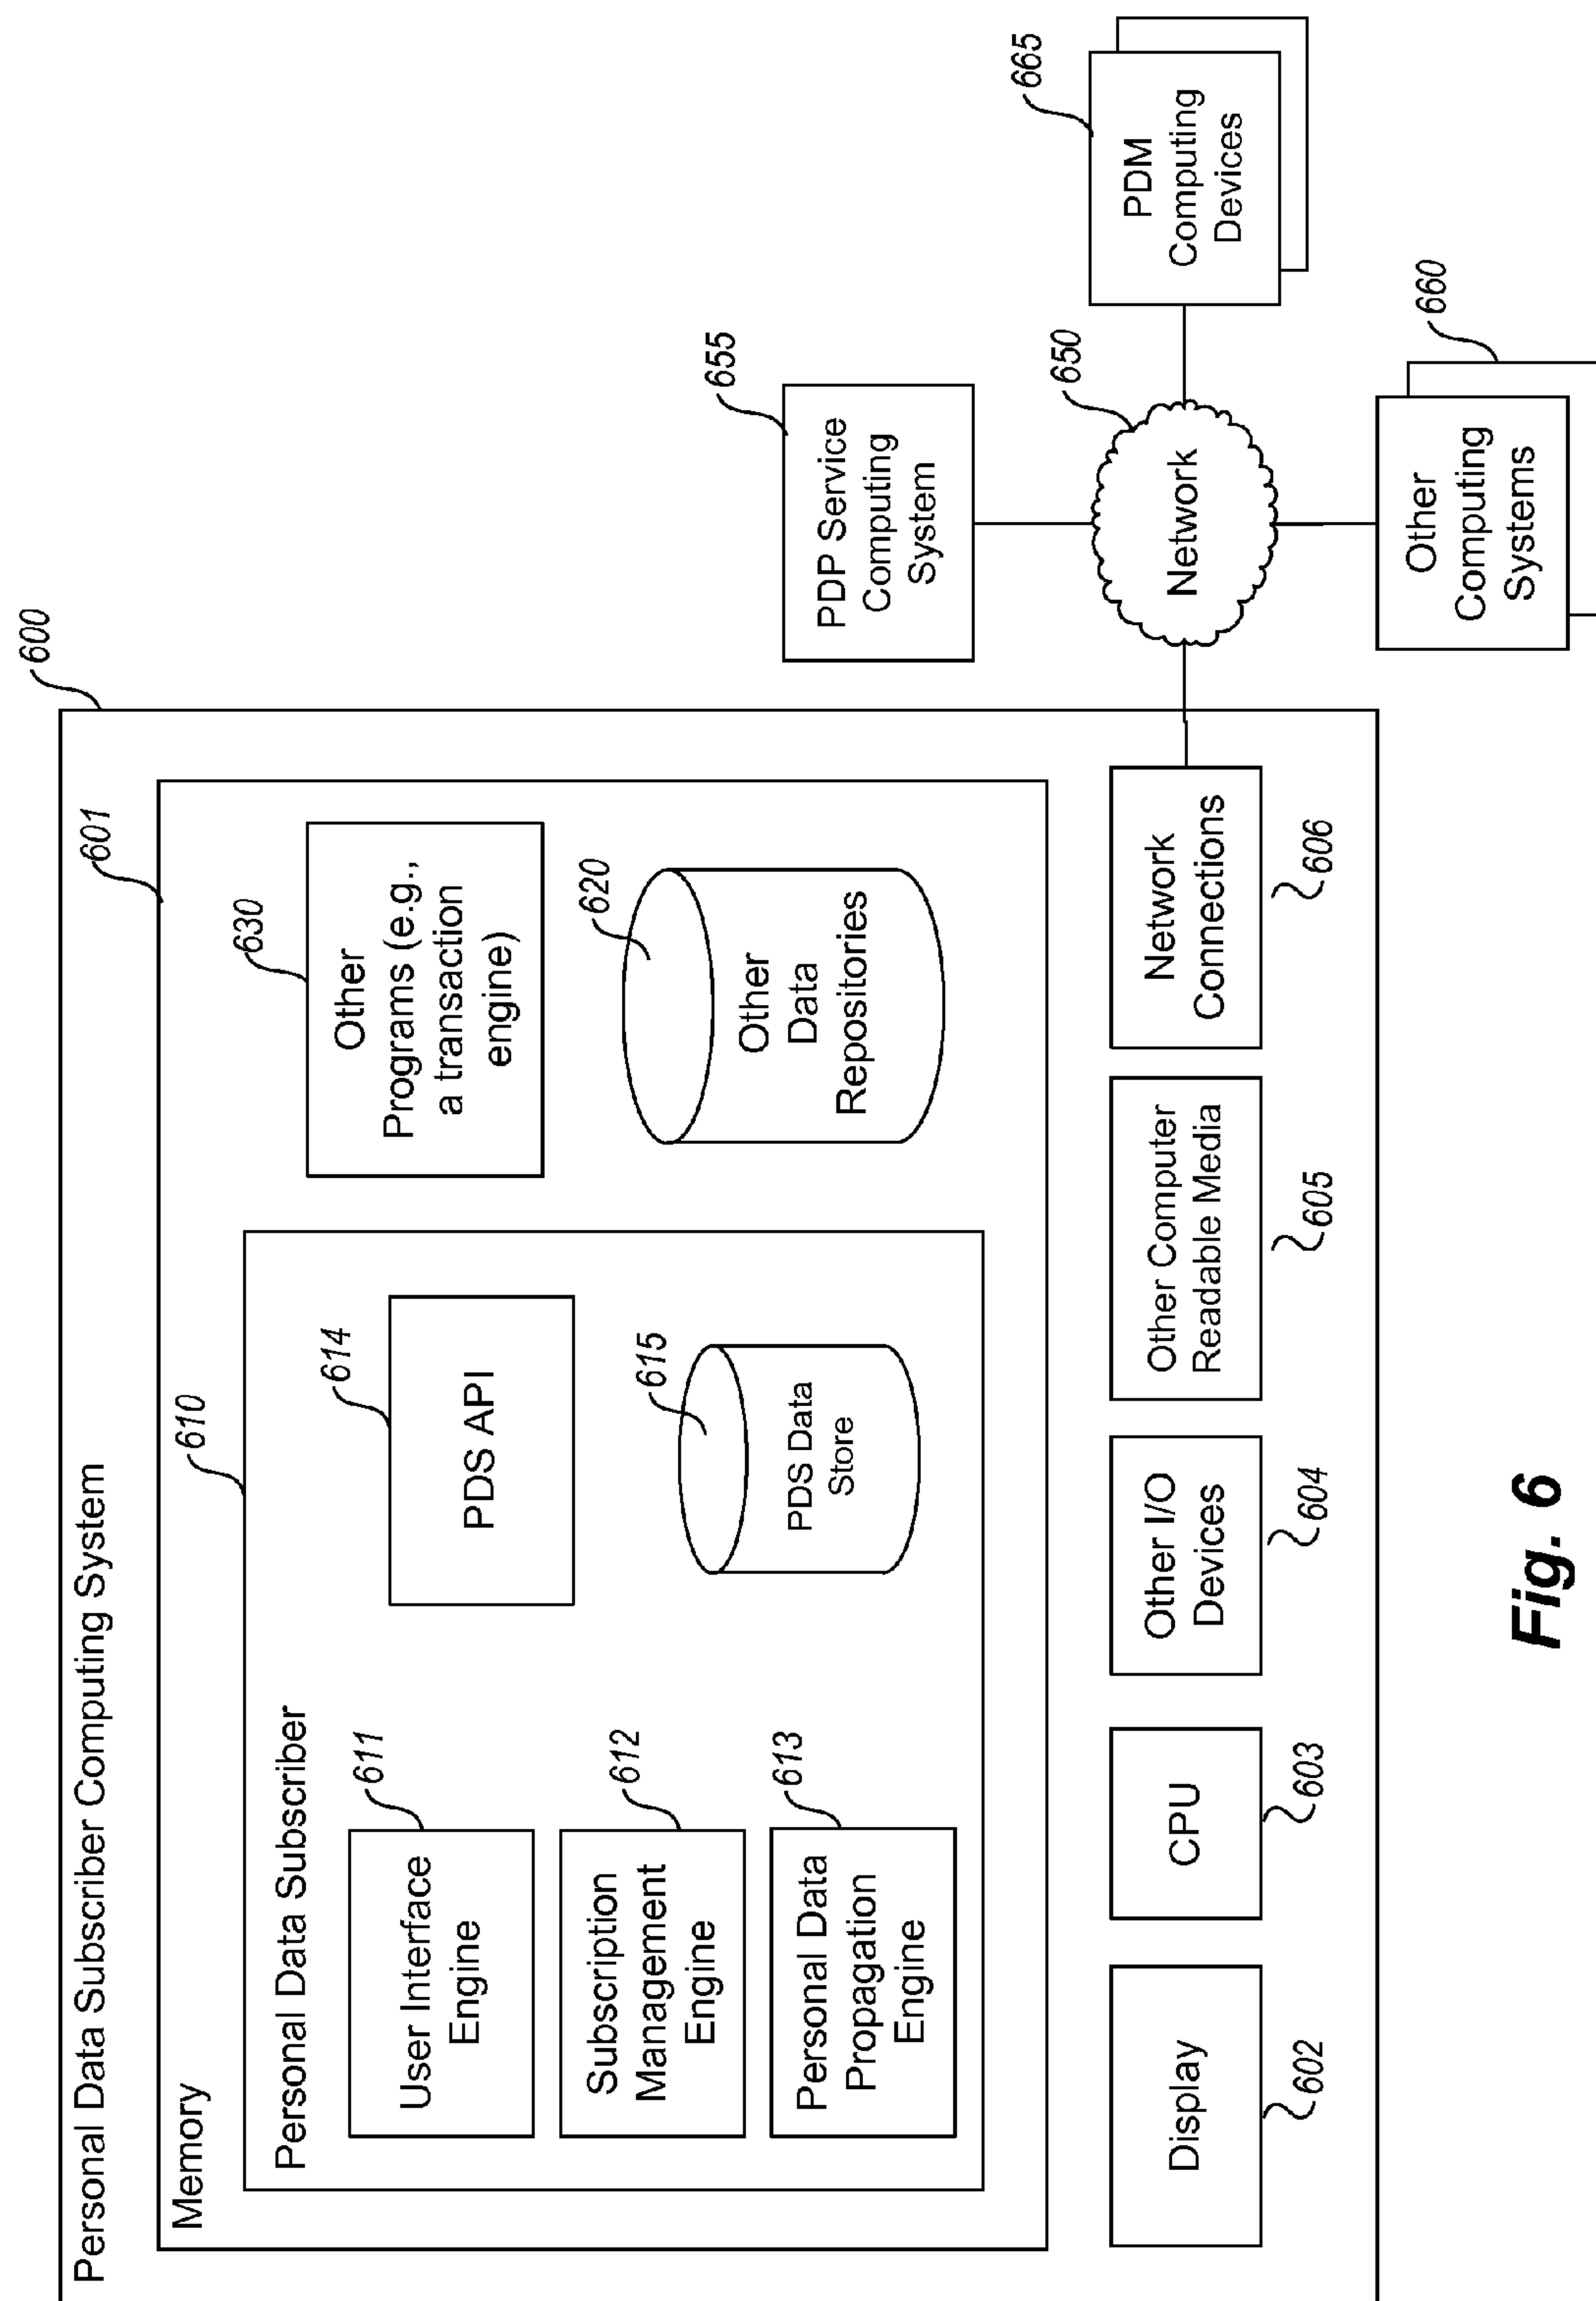 Personal Data Subscriber Computing System
600
Memory
601
Personal Data Subscriber
610
User Interface
Engine
611
Subscription
Management
Engine
612
Personal Data
Propagation
Engine
613
PDS API
614
PDS Data
Store
615
Other
Programs (e.g.,
a transaction
engine)
630
Other
Data
Repositories
620
Display
602
CPU
603
Other I/O
Devices
604
Other Computer
Readable Media
605
Network
Connections
606
PDP Service
Computing
System
655
Network
650
PDM
Computing
Devices
665
Other
Computing
Systems
660
Fig. 6